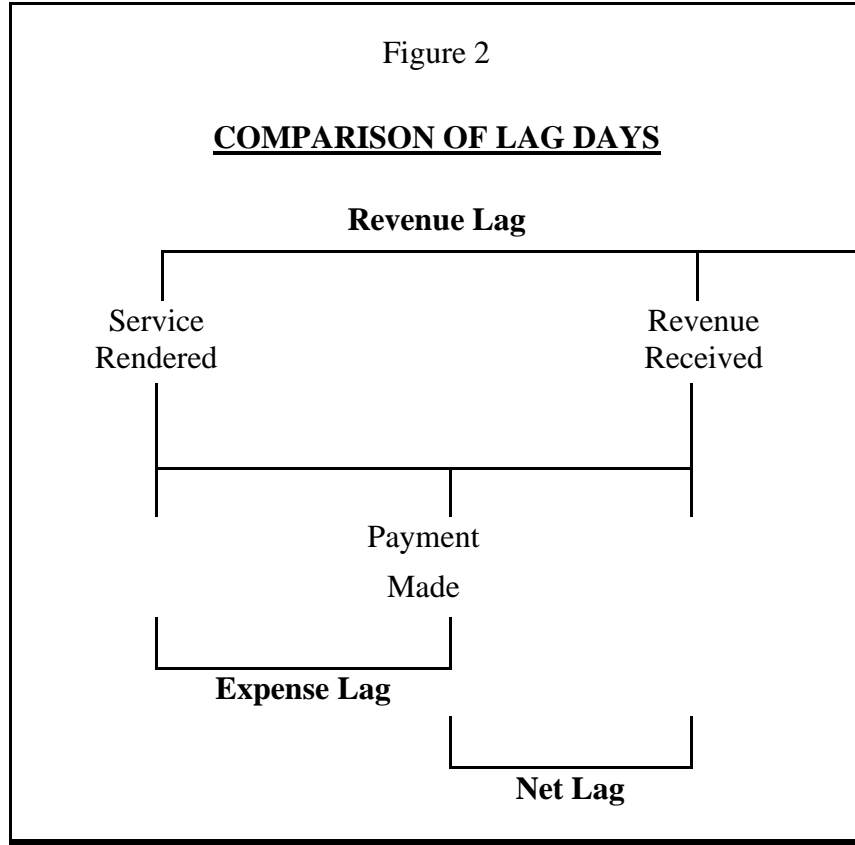 Figure 2
COMPARISON OF LAG DAYS
Revenue Lag
Service
Rendered
Revenue
Received
Payment
Made
Expense Lag
Net Lag